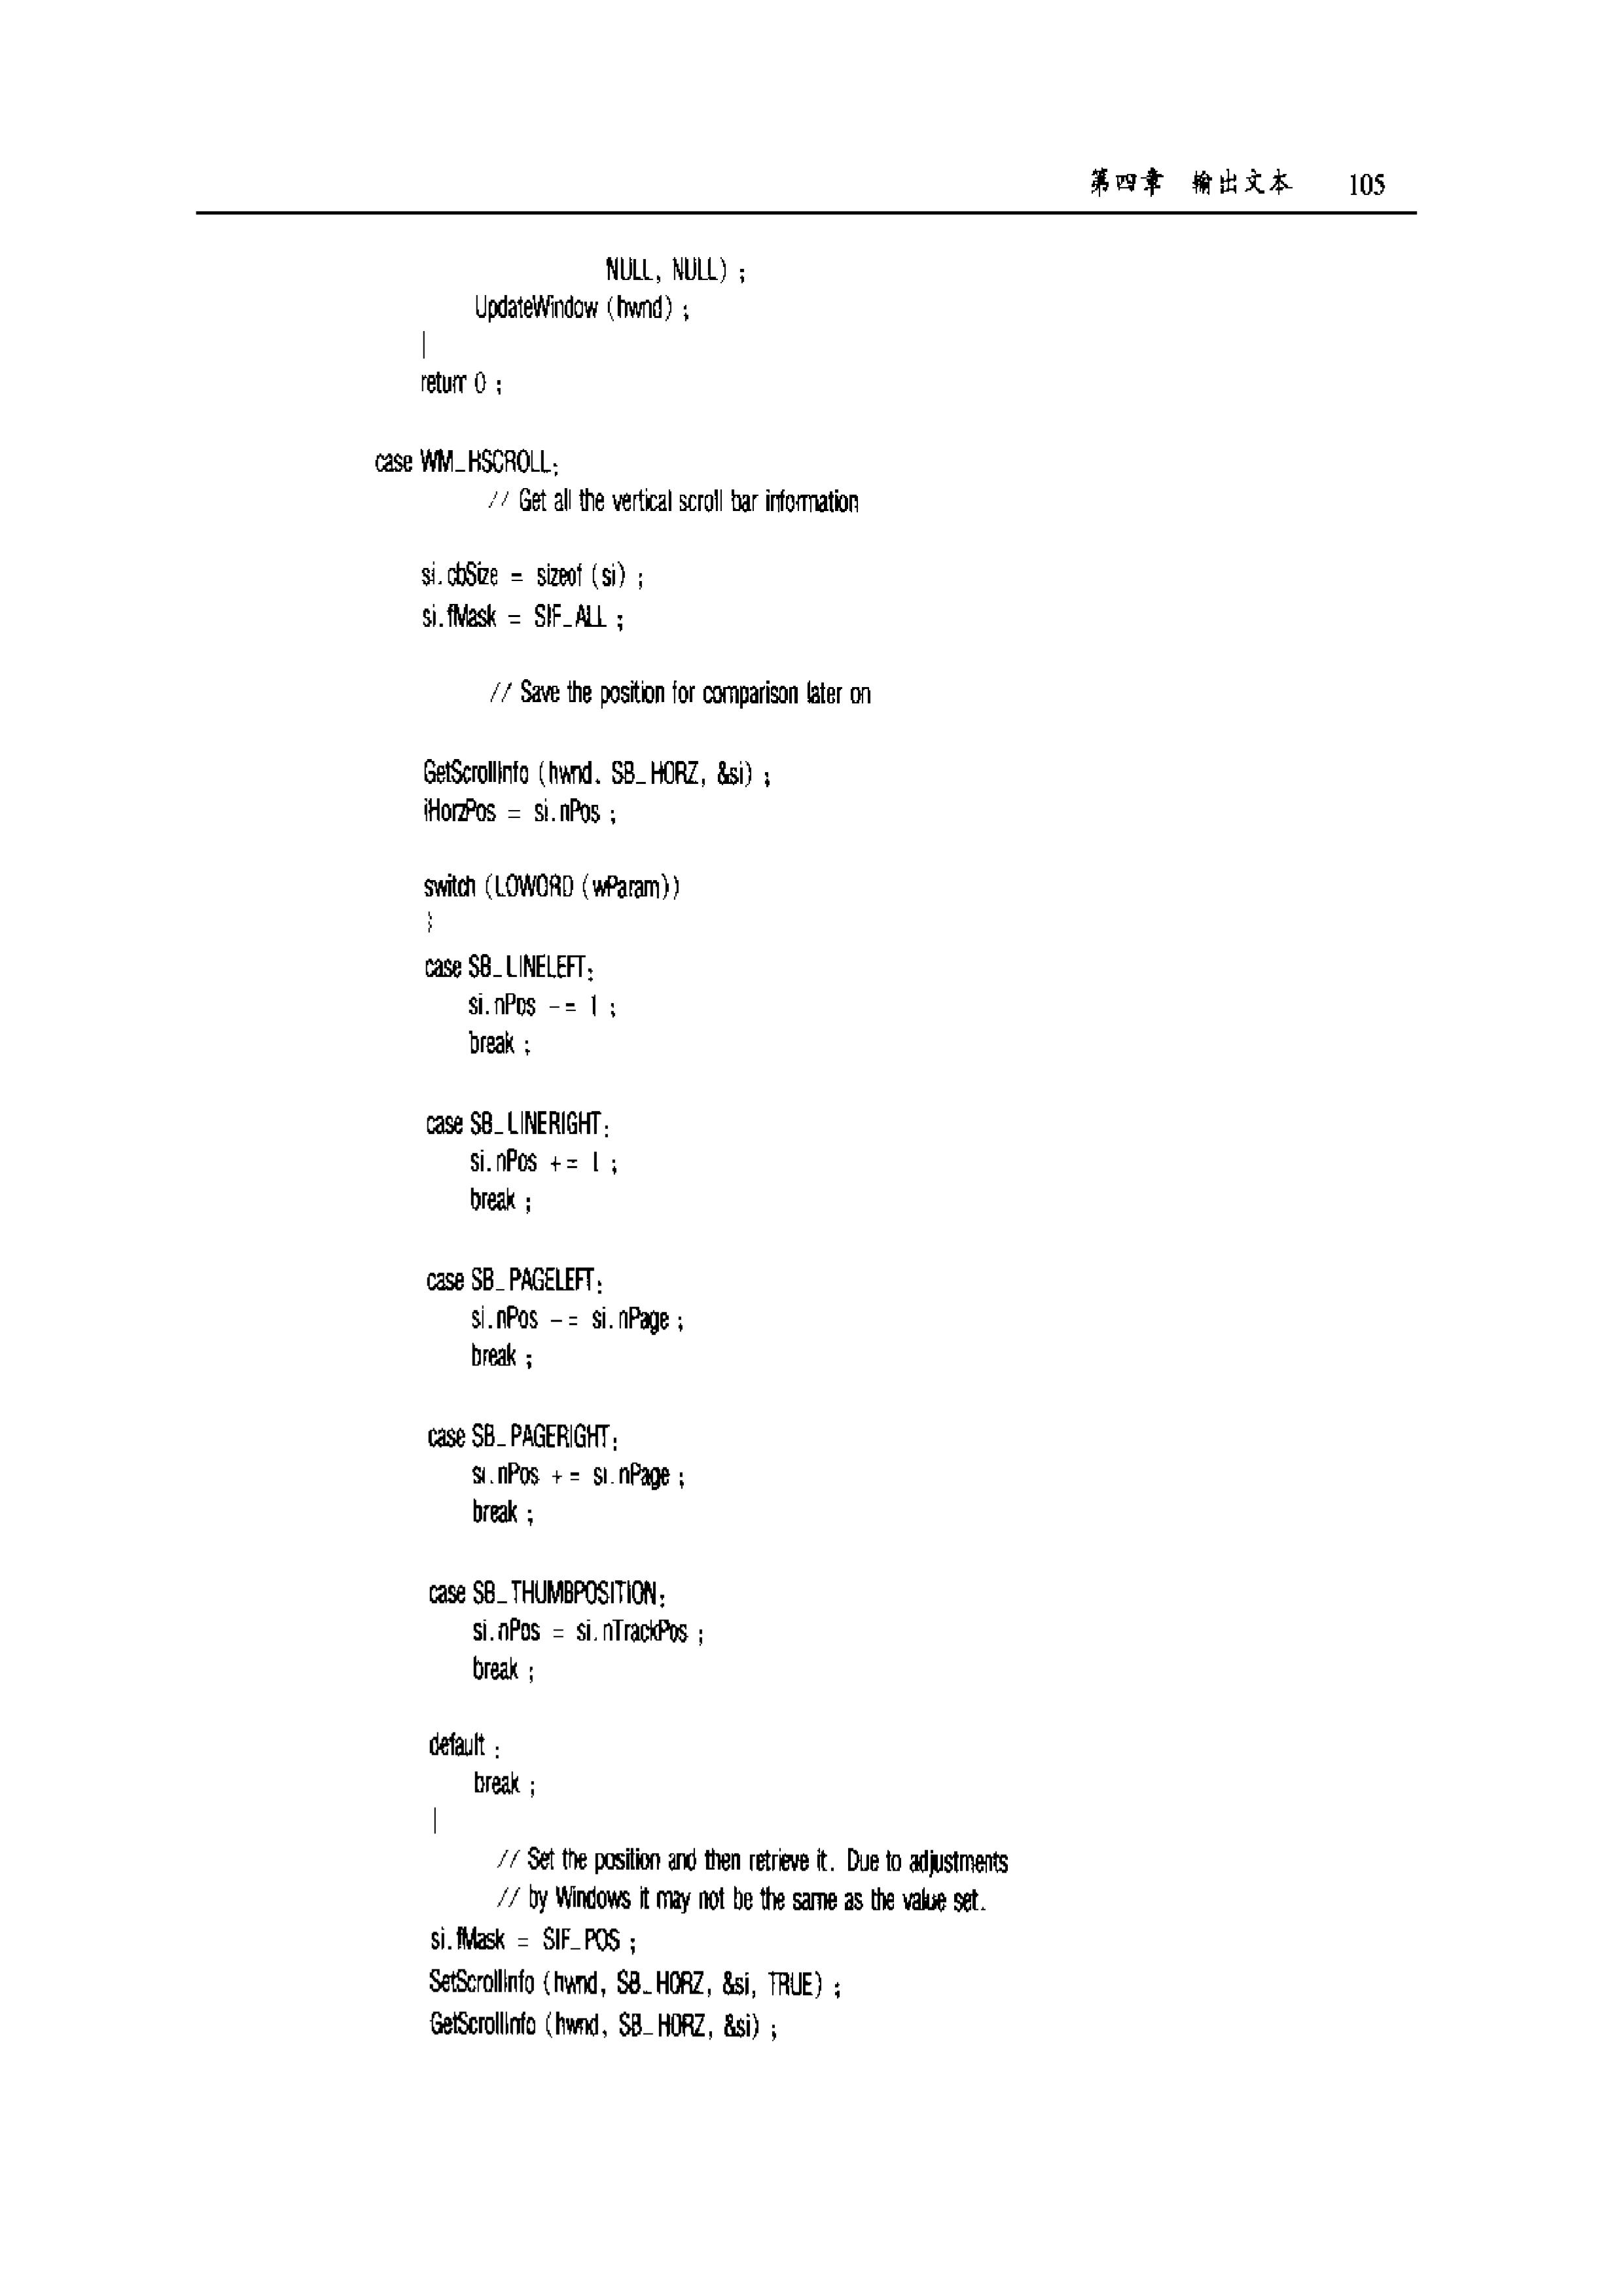 第四章 输出文本 105
NULL, NULL) ;
UpdateWindow (hwnd) ;
}
return 0 ;
case WM_HSCROLL:
// Get all the vertical scroll bar information
si.cbSize = sizeof (si) ;
si.fMask = SIF_ALL ;
// Save the position for comparison later on
GetScrollInfo (hwnd, SB_HORZ, &si) ;
iHorzPos = si.nPos ;
switch (LOWORD (wParam))
{
case SB_LINELEFT:
si.nPos -= 1 ;
break ;
case SB_LINERIGHT:
si.nPos += 1 ;
break ;
case SB_PAGELEFT:
si.nPos -= si.nPage ;
break ;
case SB_PAGERIGHT:
si.nPos += si.nPage ;
break ;
case SB_THUMBPOSITION:
si.nPos = si.nTrackPos ;
break ;
default :
break ;
}
// Set the position and then retrieve it. Due to adjustments
// by Windows it may not be the same as the value set.
si.fMask = SIF_POS ;
SetScrollInfo (hwnd, SB_HORZ, &si, TRUE) ;
GetScrollInfo (hwnd, SB_HORZ, &si) ;